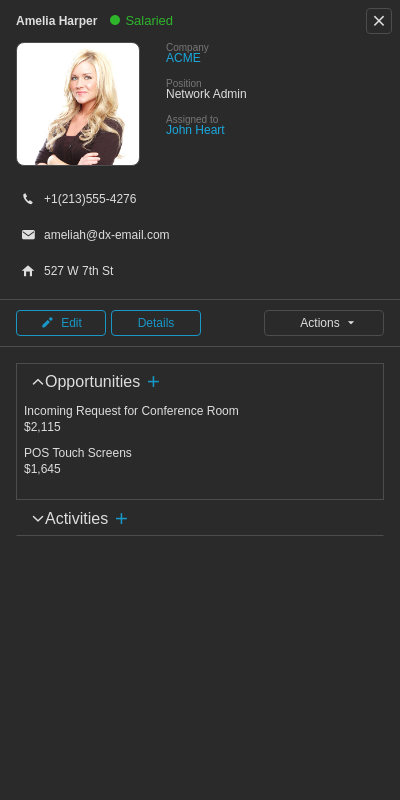 Amelia Harper Salaried
Company
ACME
Position
Network Admin
Assigned to
John Heart
+1(213)555-4276
ameliah@dx-email.com
527 W 7th St
Edit Details Actions
Opportunities
Incoming Request for Conference Room
$2,115
POS Touch Screens
$1,645
Activities